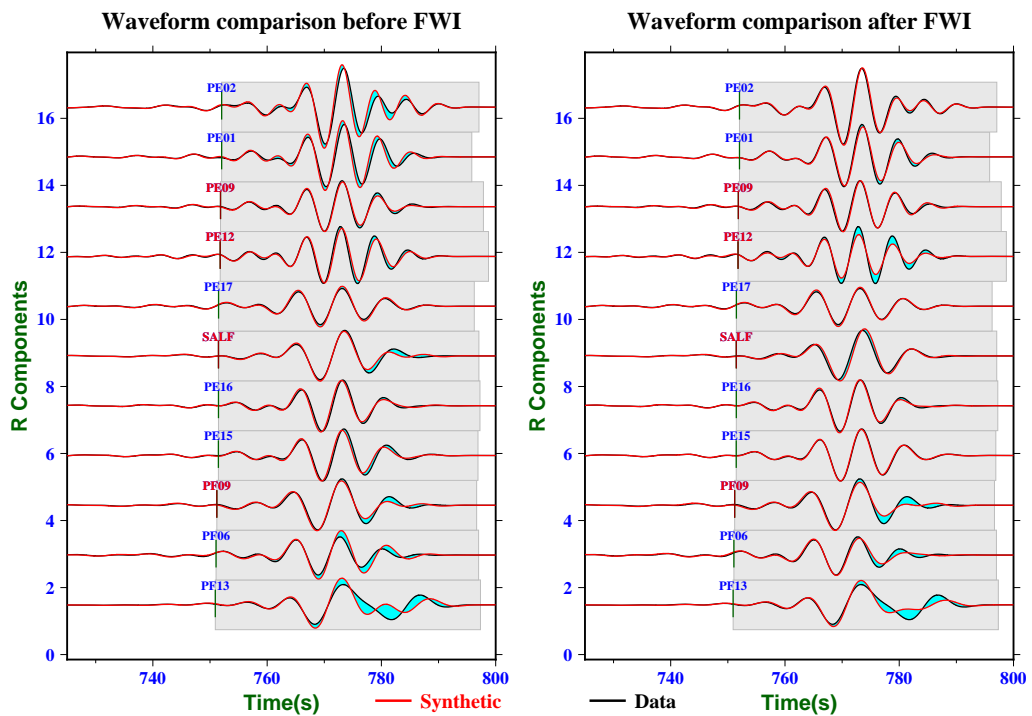 Waveform comparison before FWI
PE02
PE01
PE09
PE12
PE17
SALF
PE16
PE15
PF09
PF06
PF13
16
14
12
10
8
6
4
2
0
R Components
740
760
780
800
Time(s)
Waveform comparison after FWI
PE02
PE01
PE09
PE12
PE17
SALF
PE16
PE15
PF09
PF06
PF13
16
14
12
10
8
6
4
2
0
R Components
740
760
780
800
Time(s)
Synthetic
Data